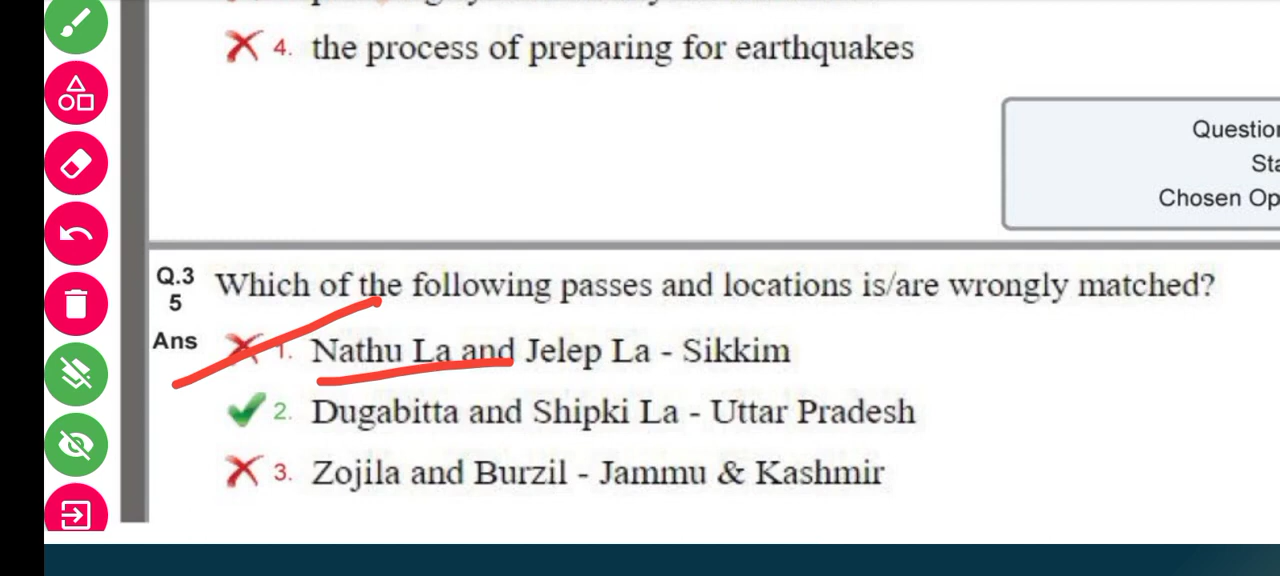 4. the process of preparing for earthquakes
Question
Sta
Chosen Op
Q.3
5
Which of the following passes and locations is/are wrongly matched?
Ans
1. Nathu La and Jelep La - Sikkim
2. Dugabitta and Shipki La - Uttar Pradesh
3. Zojila and Burzil - Jammu & Kashmir